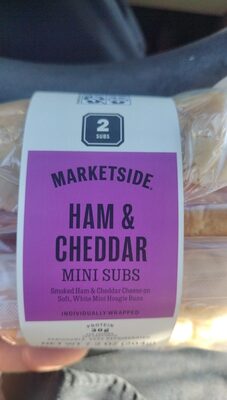 2
SUBS
MARKETSIDE
HAM &
CHEDDAR
MINI SUBS
Smoked Ham & Cheddar Cheese on
Soft, White Mini Hoagie Buns
INDIVIDUALLY WRAPPED
PROTEIN
30g